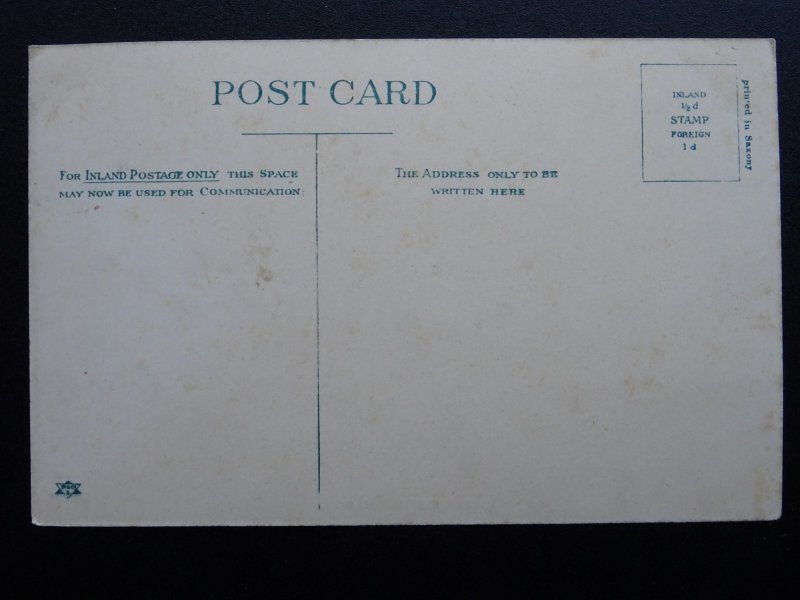 POST CARD
FOR INLAND POSTAGE ONLY THIS SPACE
MAY NOW BE USED FOR COMMUNICATION:
THE ADDRESS ONLY TO BE
WRITTEN HERE
INLAND
½d
STAMP
FOREIGN
1d
printed in Saxony